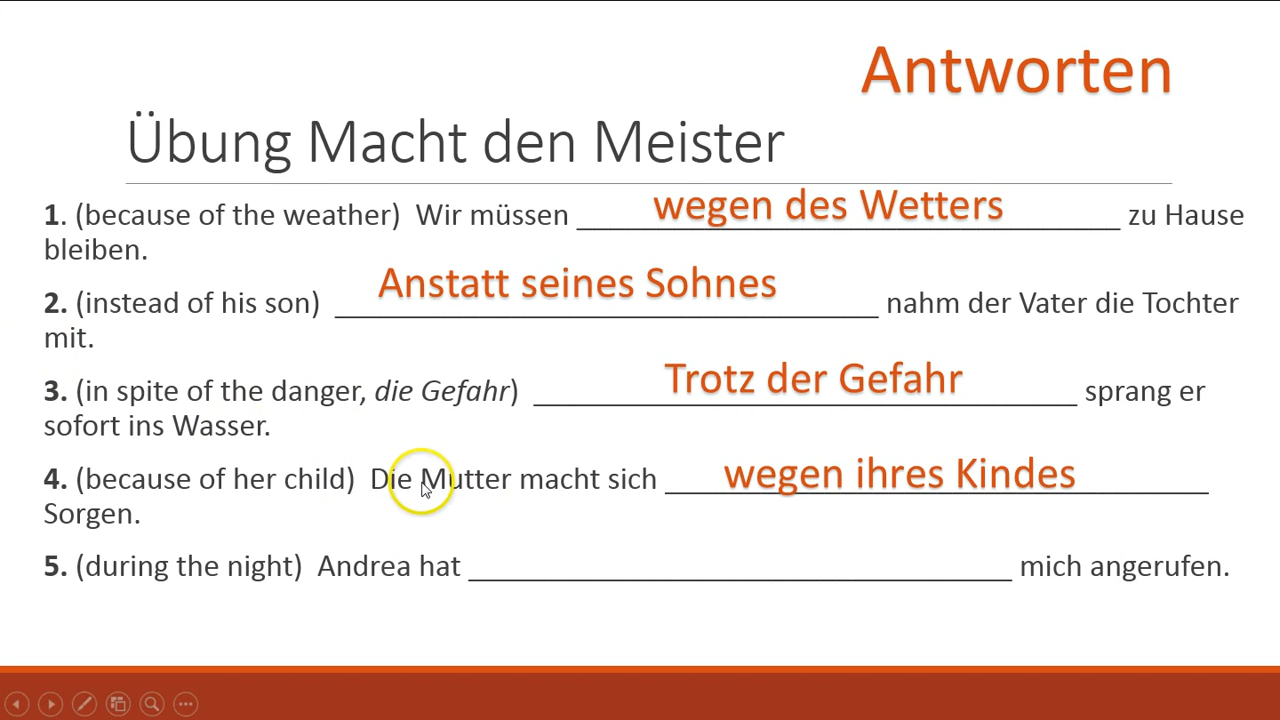 Antworten
Übung Macht den Meister
1. (because of the weather) Wir müssen wegen des Wetters zu Hause
bleiben.
2. (instead of his son) Anstatt seines Sohnes nahm der Vater die Tochter
mit.
3. (in spite of the danger, die Gefahr) Trotz der Gefahr sprang er
sofort ins Wasser.
4. (because of her child) Die Mutter macht sich wegen ihres Kindes
Sorgen.
5. (during the night) Andrea hat ____________________ mich angerufen.